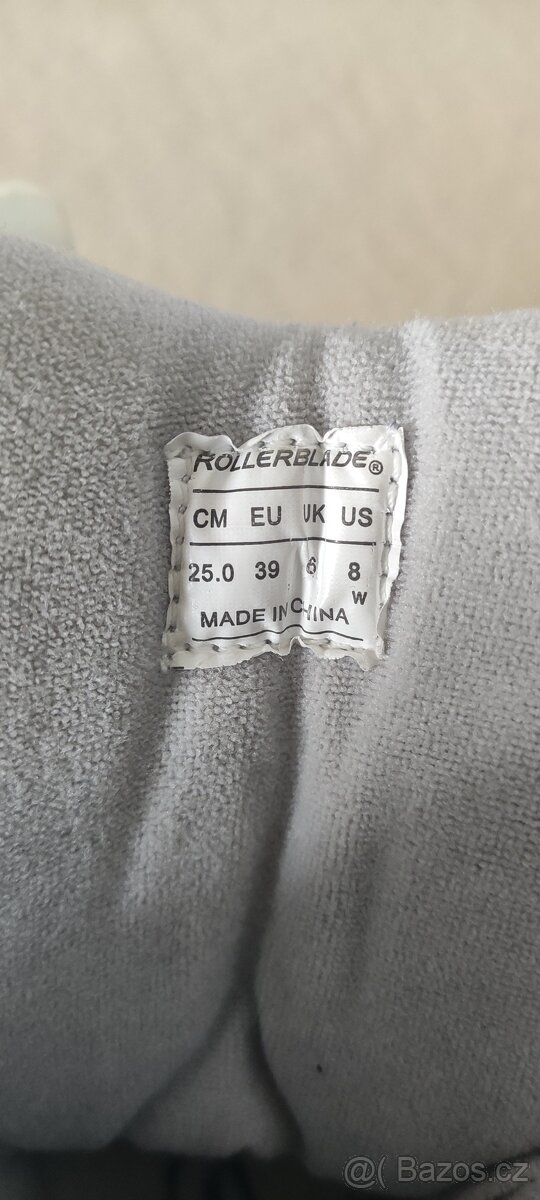 ROLLERBLADE®
CM EU UK US
25.0 39 6 8
W
MADE IN CHINA
@( Bazos.cz